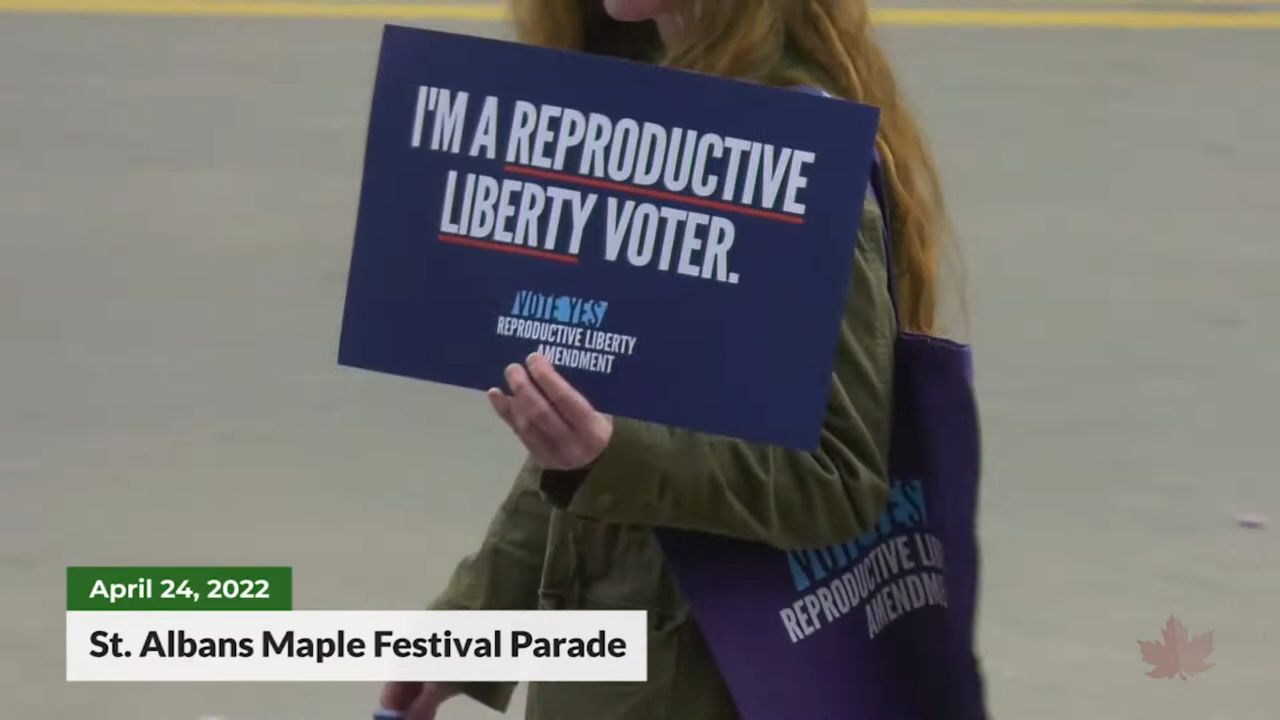 I'M A REPRODUCTIVE
LIBERTY VOTER.
VOTE YES!
REPRODUCTIVE LIBERTY
AMENDMENT
REPRODUCTIVE
April 24, 2022
St. Albans Maple Festival Parade